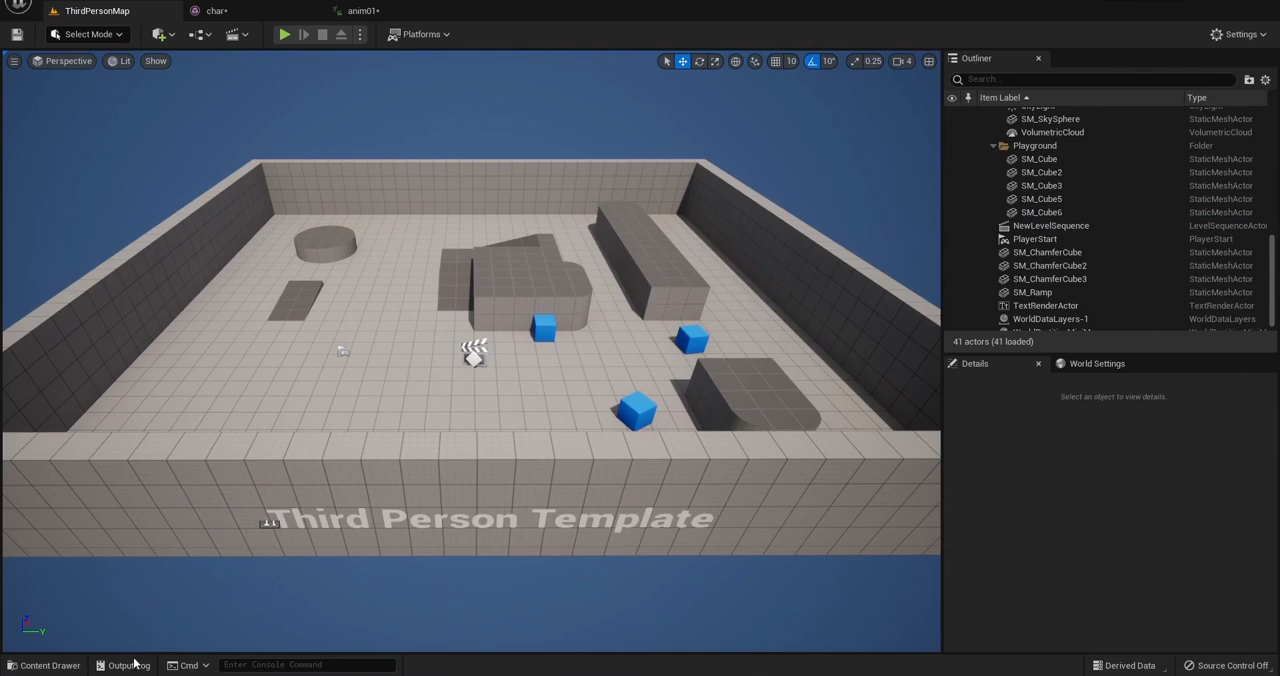 ThirdPersonMap char* anim01*
Select Mode Platforms Settings
Perspective Lit Show 10 10° 0.25 4
Outliner
Search...
Item Label Type
SM_SkySphere StaticMeshActor
VolumetricCloud VolumetricCloud
Playground Folder
SM_Cube StaticMeshActor
SM_Cube2 StaticMeshActor
SM_Cube3 StaticMeshActor
SM_Cube5 StaticMeshActor
SM_Cube6 StaticMeshActor
NewLevelSequence LevelSequenceActo
PlayerStart PlayerStart
SM_ChamferCube StaticMeshActor
SM_ChamferCube2 StaticMeshActor
SM_ChamferCube3 StaticMeshActor
SM_Ramp StaticMeshActor
TextRenderActor TextRenderActor
WorldDataLayers-1 WorldDataLayers
41 actors (41 loaded)
Details World Settings
Select an object to view details.
Third Person Template
Y
Content Drawer Output Log Cmd Enter Console Command Derived Data Source Control Off